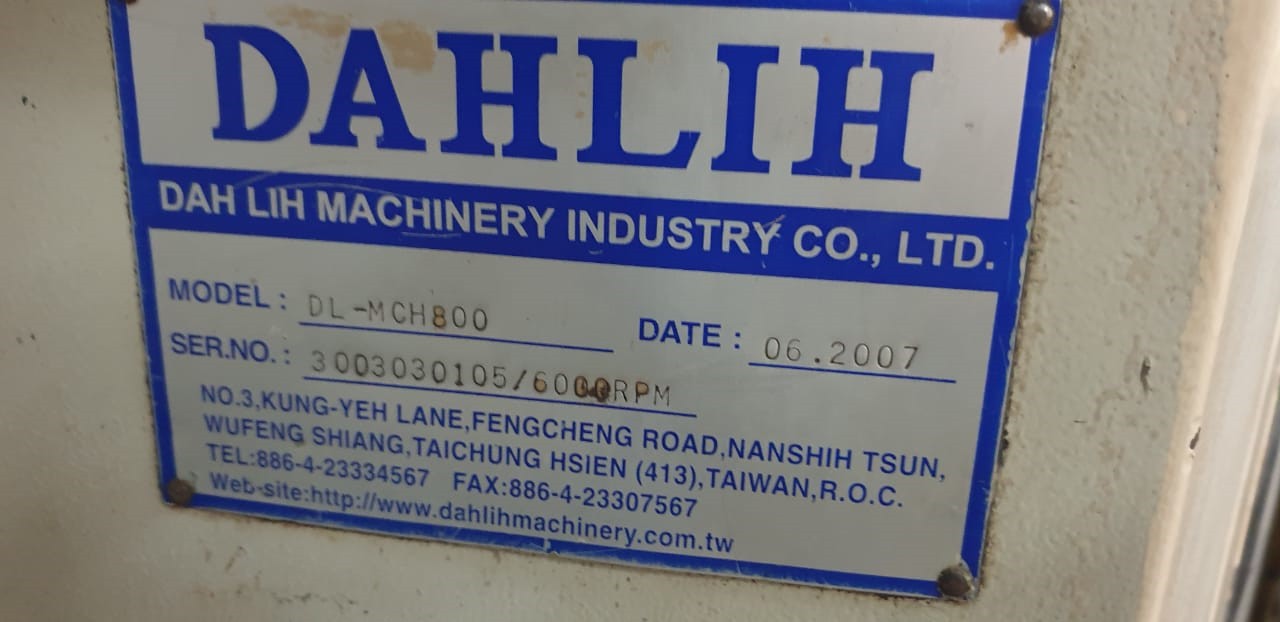 DAHLIH
DAH LIH MACHINERY INDUSTRY CO., LTD.
MODEL : DL-MCH800 DATE : 06.2007
SER.NO. : 3003030105/6000RPM
NO.3,KUNG-YEH LANE,FENGCHENG ROAD,NANSHIH TSUN,
WUFENG SHIANG,TAICHUNG HSIEN (413),TAIWAN,R.O.C.
TEL:886-4-23334567 FAX:886-4-23307567
Web-site:http://www.dahlihmachinery.com.tw